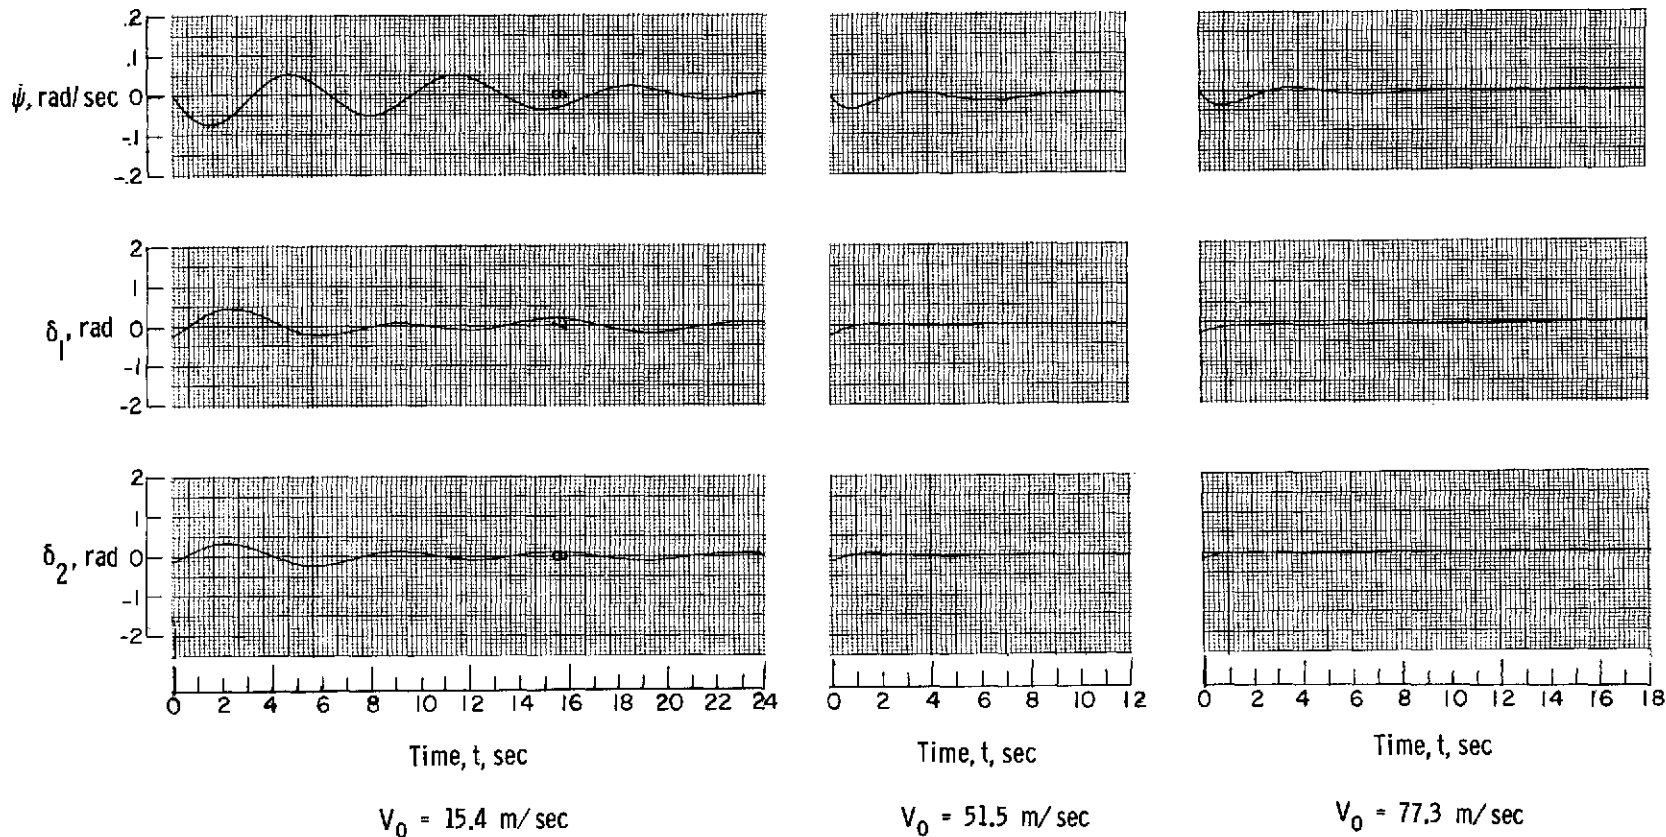 .2
.1
ψ̇, rad/sec 0
-.1
-.2
2
1
δ₁, rad 0
-1
-2
2
1
δ₂, rad 0
-1
-2
0 2 4 6 8 10 12 14 16 18 20 22 24
0 2 4 6 8 10 12
0 2 4 6 8 10 12 14 16 18
Time, t, sec
Time, t, sec
Time, t, sec
V₀ = 15.4 m/sec
V₀ = 51.5 m/sec
V₀ = 77.3 m/sec